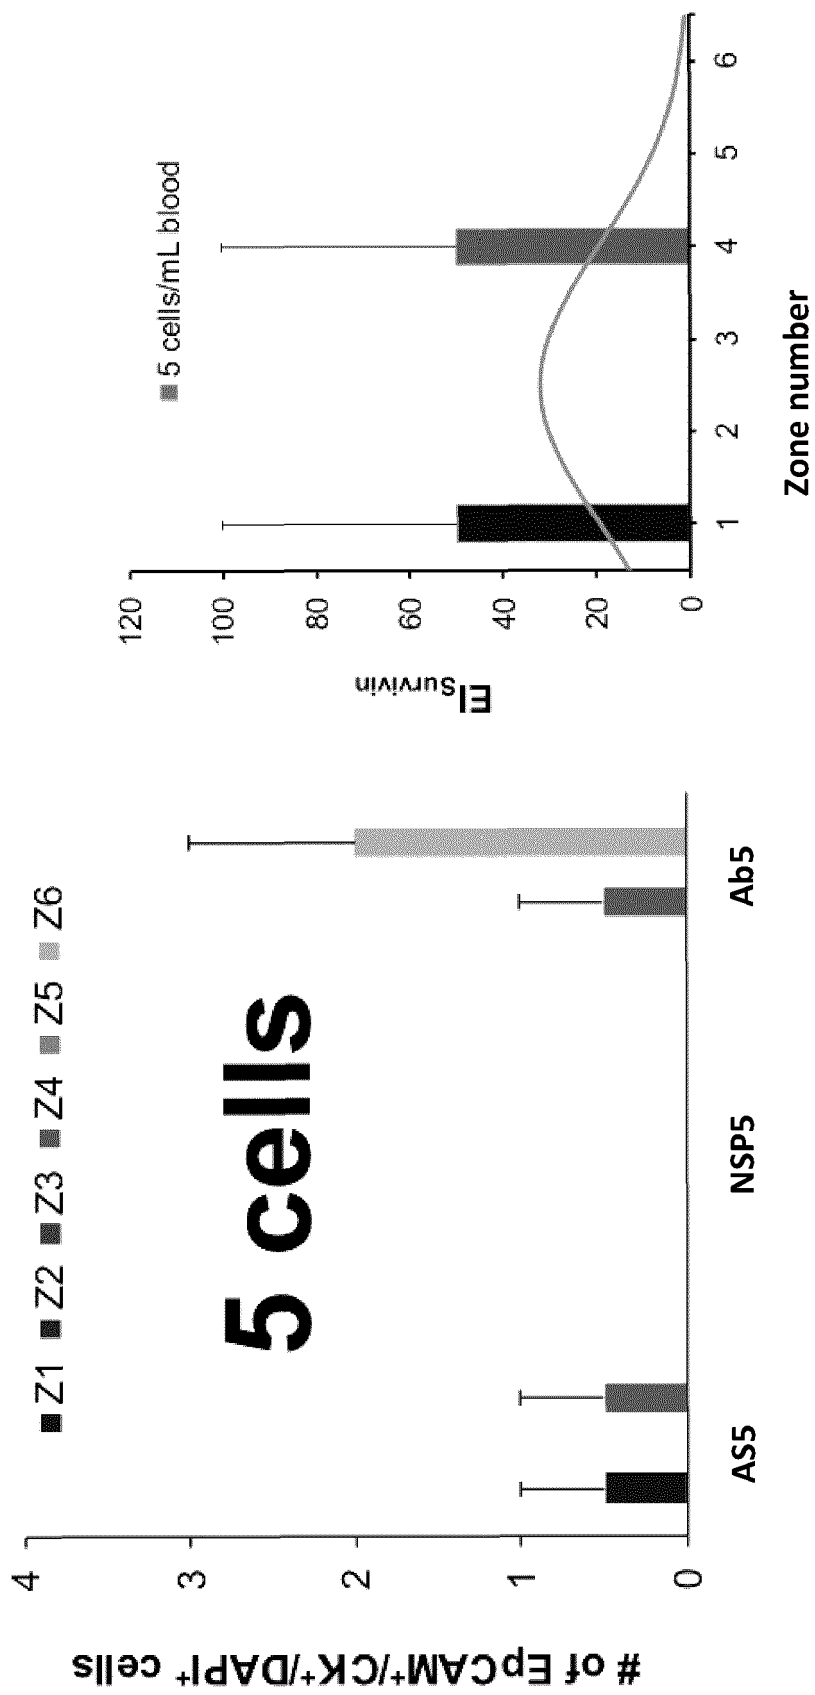 # of EpCAM⁺/CK⁺/DAPI⁺ cells
4
3
2
1
0
Z1 Z2 Z3 Z4 Z5 Z6
5 cells
AS5 NSP5 Ab5
EI Survivin
120
100
80
60
40
20
0
5 cells/mL blood
1 2 3 4 5 6
Zone number